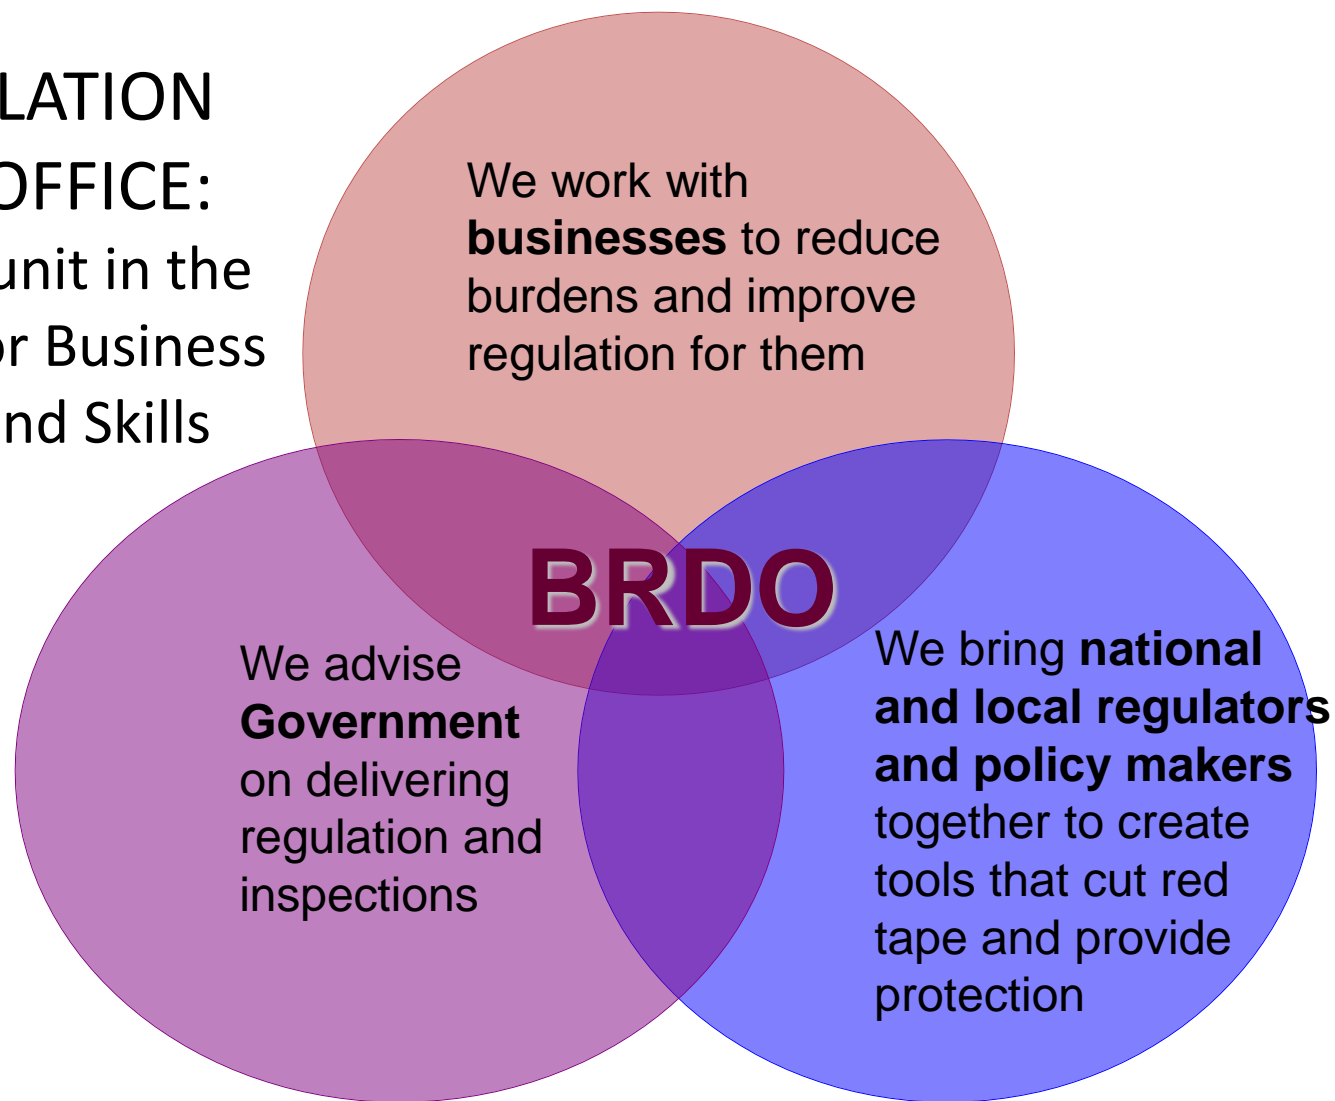 LATION
OFFICE:
unit in the
or Business
nd Skills
We work with
businesses to reduce
burdens and improve
regulation for them
BRDO
We advise
Government
on delivering
regulation and
inspections
We bring national
and local regulators
and policy makers
together to create
tools that cut red
tape and provide
protection